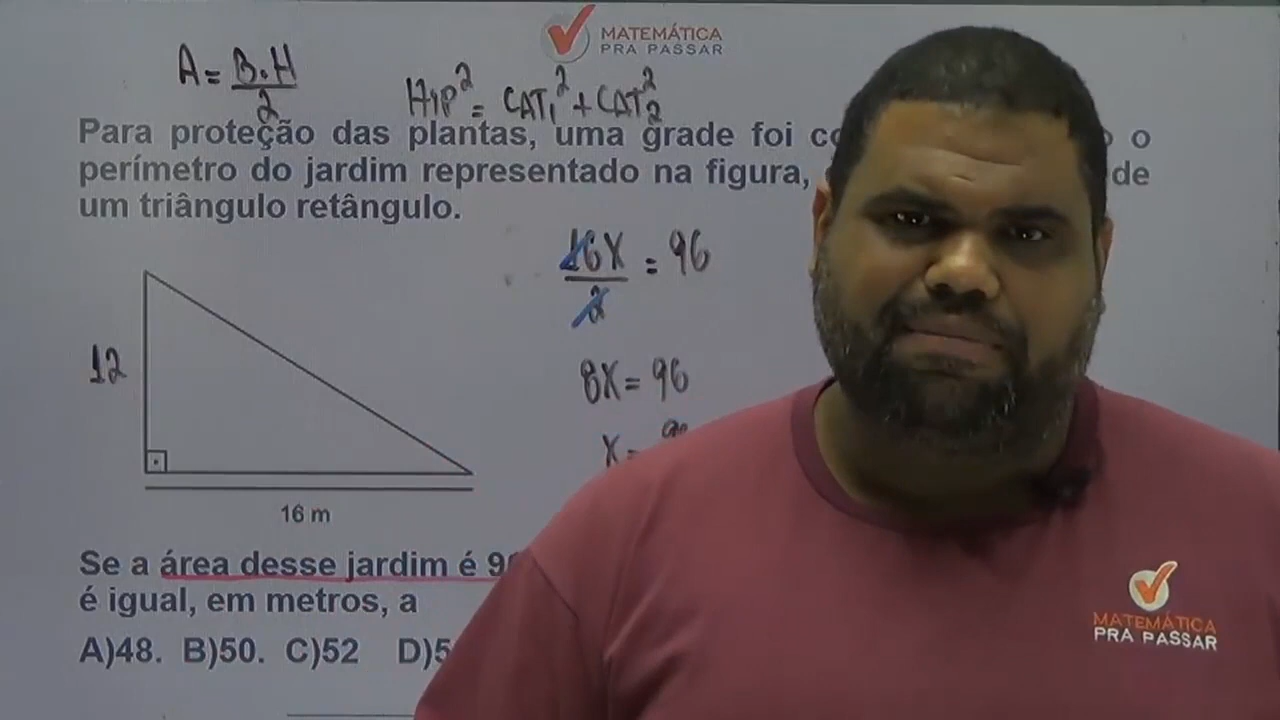 MATEMÁTICA
PRA PASSAR
A = B.H
2
HIP² = CAT₁² + CAT₂²
Para proteção das plantas, uma grade foi o
perímetro do jardim representado na figura, de
um triângulo retângulo.
16X = 96
2
12
8X = 96
X =
16 m
Se a área desse jardim é
é igual, em metros, a
A)48. B)50. C)52 D)5
MATEMÁTICA
PRA PASSAR